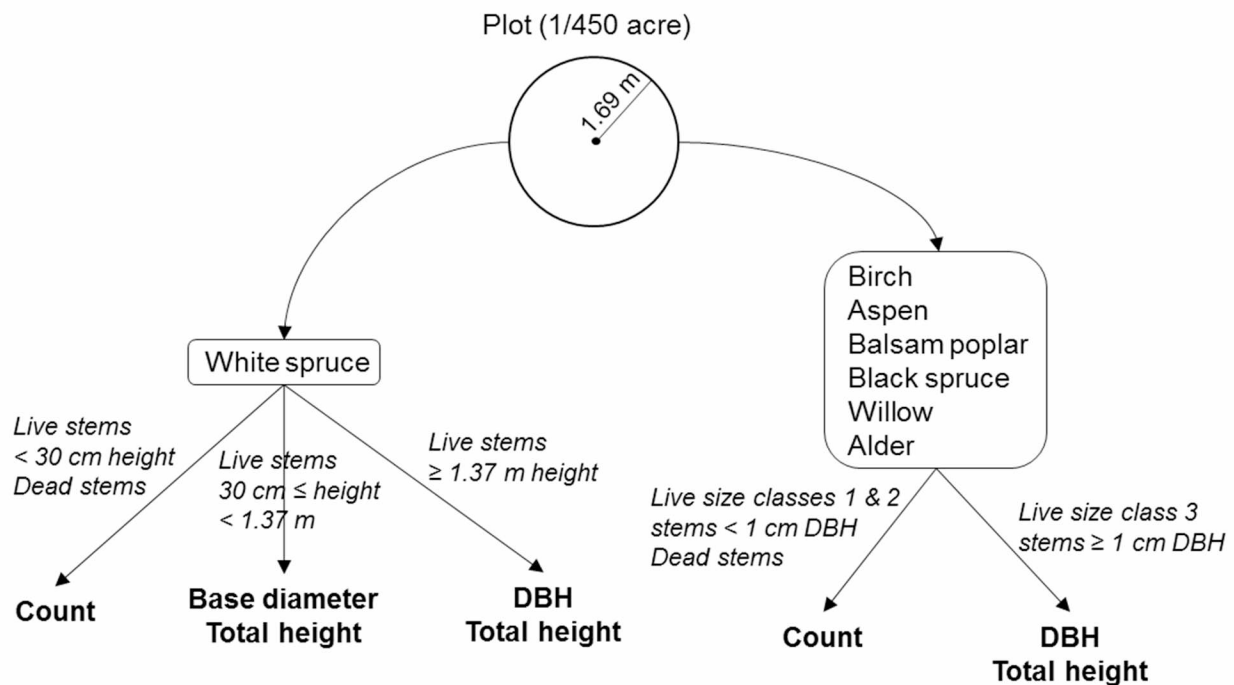 Plot (1/450 acre)
1.69 m
White spruce
Live stems
< 30 cm height
Dead stems
Live stems
30 cm ≤ height
< 1.37 m
Live stems
≥ 1.37 m height
Count
Base diameter
Total height
DBH
Total height
Birch
Aspen
Balsam poplar
Black spruce
Willow
Alder
Live size classes 1 & 2
stems < 1 cm DBH
Dead stems
Live size class 3
stems ≥ 1 cm DBH
Count
DBH
Total height